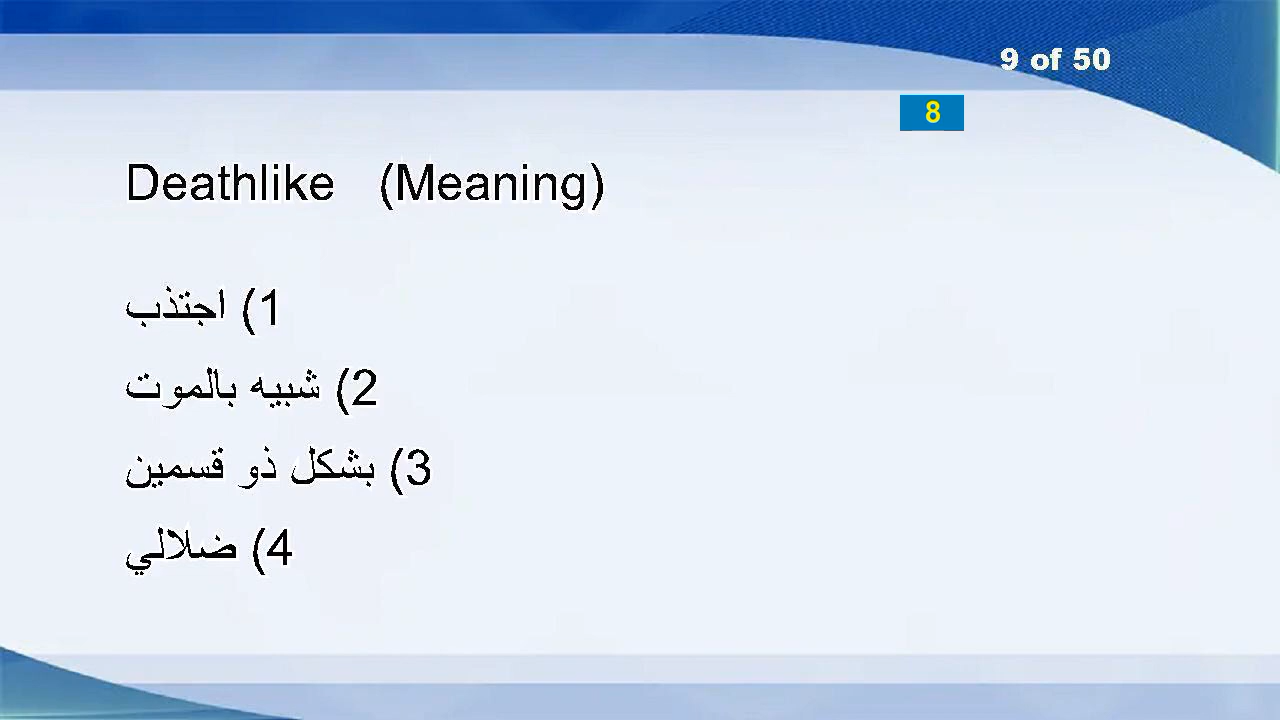 9 of 50
8
Deathlike (Meaning)
1) اجتذب
2) شبيه بالموت
3) بشكل ذو قسمين
4) ضلالي